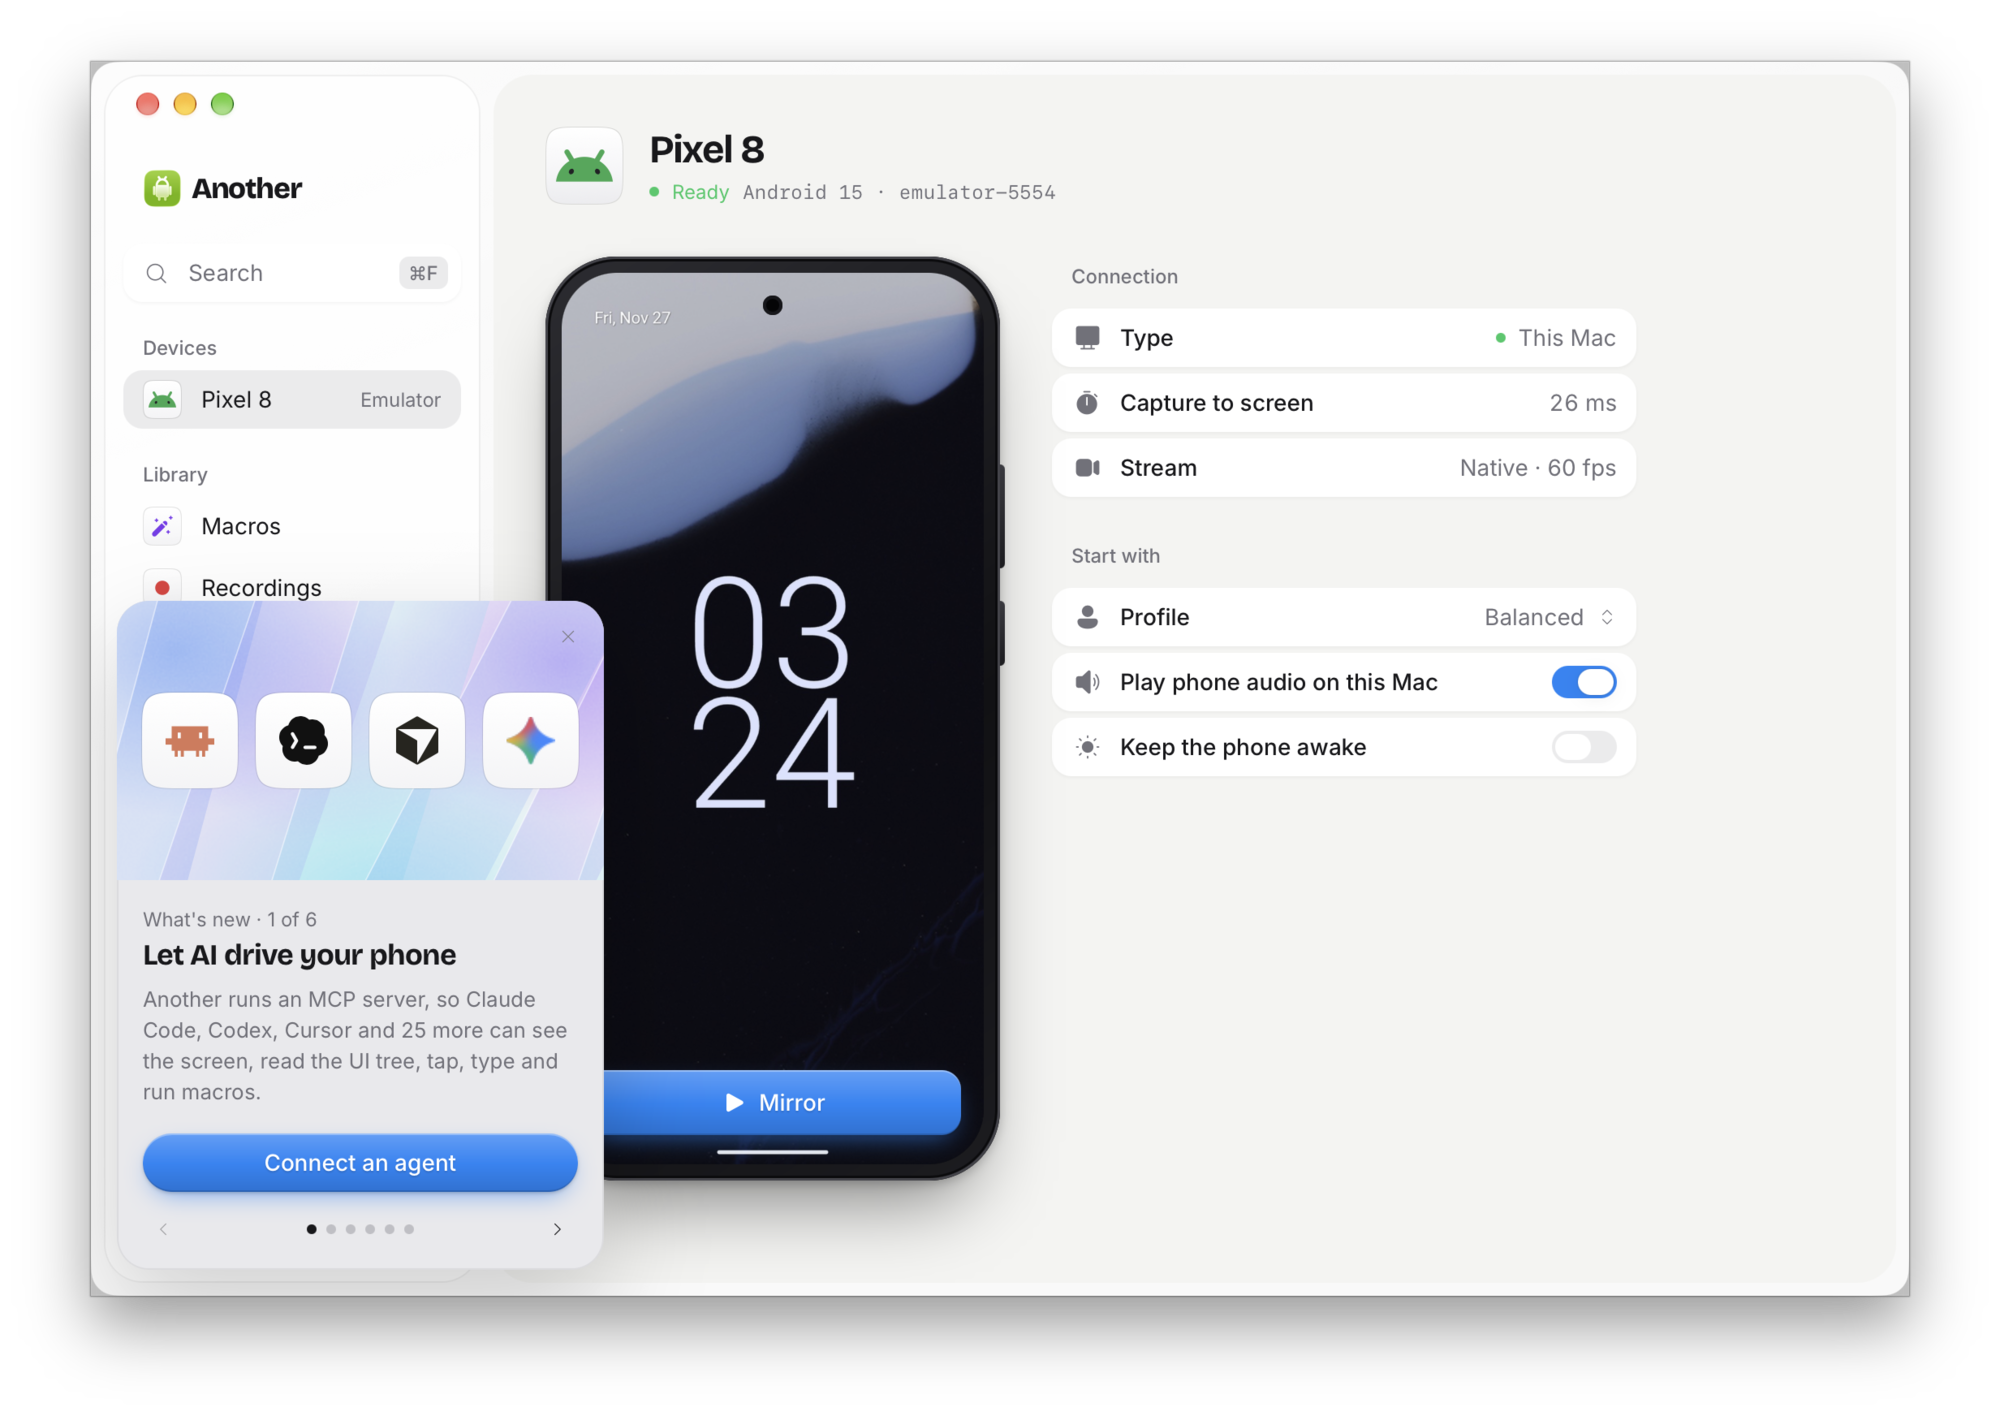 Another
Search ⌘F
Devices
Pixel 8 Emulator
Library
Macros
Recordings
What's new · 1 of 6
Let AI drive your phone
Another runs an MCP server, so Claude
Code, Codex, Cursor and 25 more can see
the screen, read the UI tree, tap, type and
run macros.
Connect an agent
Pixel 8
Ready Android 15 · emulator-5554
Fri, Nov 27
03
24
Mirror
Connection
Type This Mac
Capture to screen 26 ms
Stream Native · 60 fps
Start with
Profile Balanced
Play phone audio on this Mac
Keep the phone awake